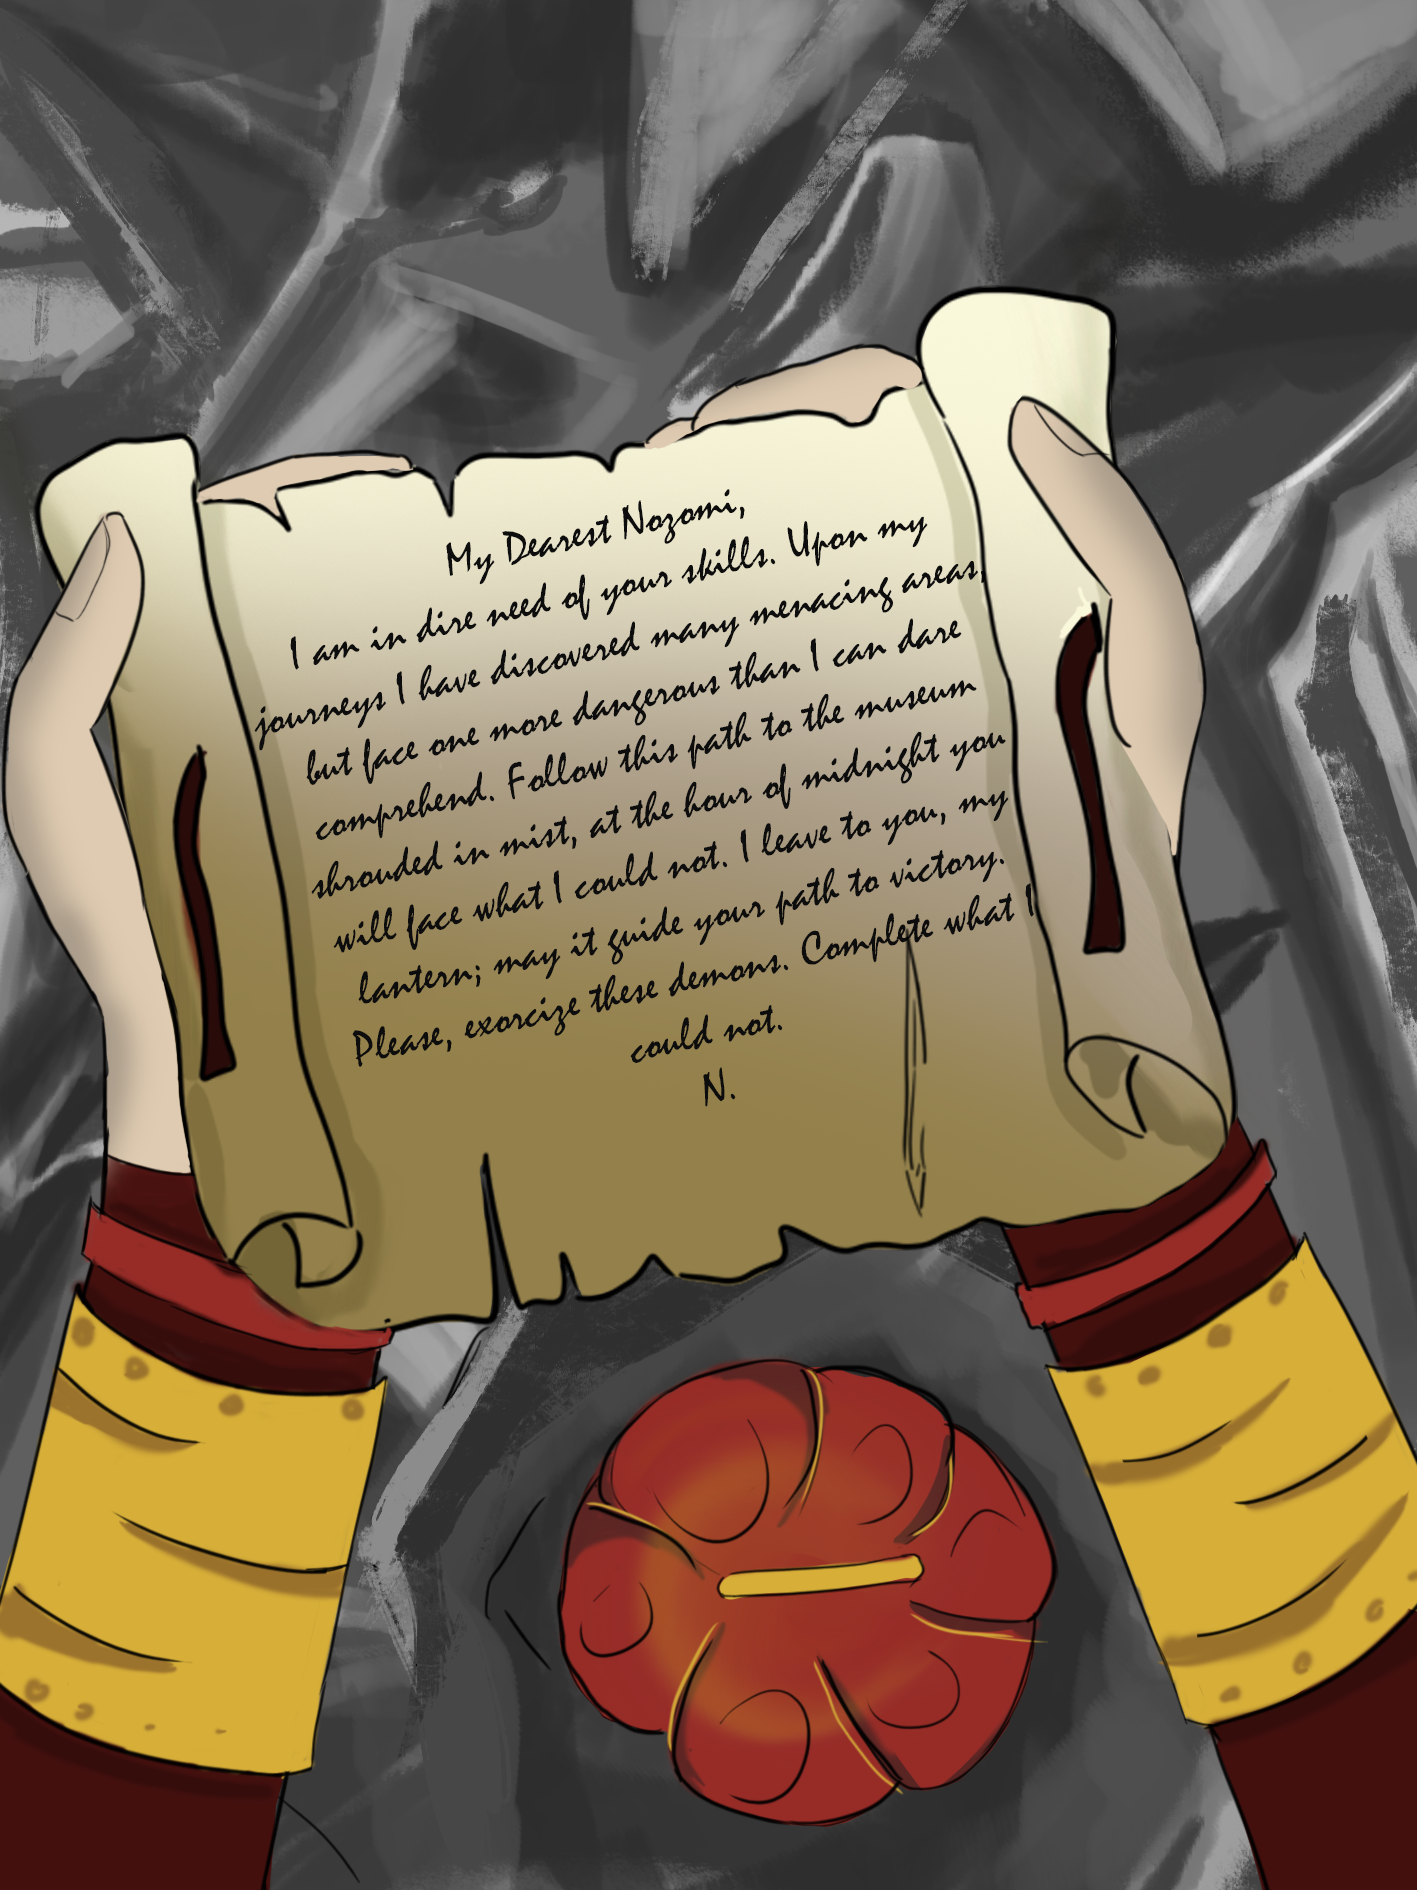 My Dearest Nozomi,
I am in dire need of your skills. Upon my
journeys I have discovered many menacing areas,
but face one more dangerous than I can dare
comprehend. Follow this path to the museum
shrouded in mist, at the hour of midnight you
will face what I could not. I leave to you, my
lantern; may it guide your path to victory.
Please, exorcize these demons. Complete what I
could not.
N.